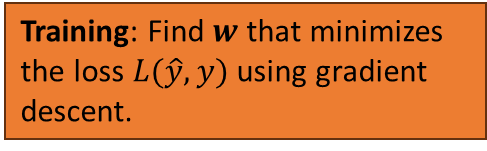 Training: Find w that minimizes
the loss L(ŷ, y) using gradient
descent.